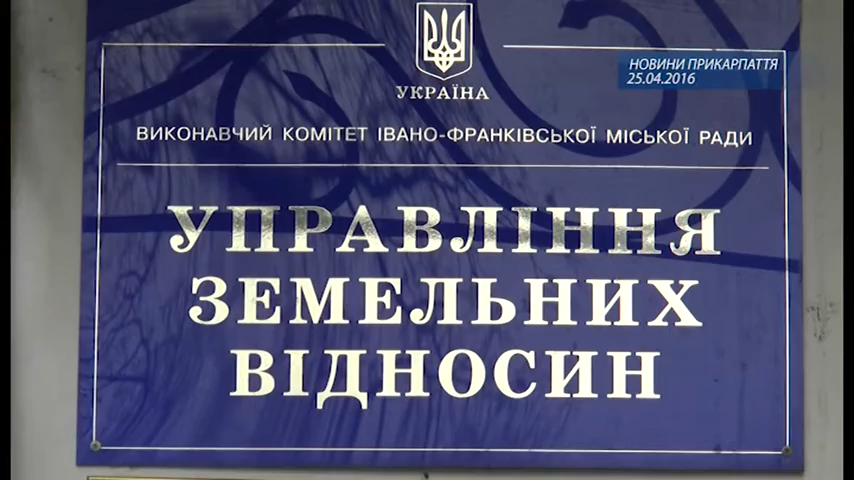 НОВИНИ ПРИКАРПАТТЯ
25.04.2016
УКРАЇНА
ВИКОНАВЧИЙ КОМІТЕТ ІВАНО-ФРАНКІВСЬКОЇ МІСЬКОЇ РАДИ
УПРАВЛІННЯ
ЗЕМЕЛЬНИХ
ВІДНОСИН